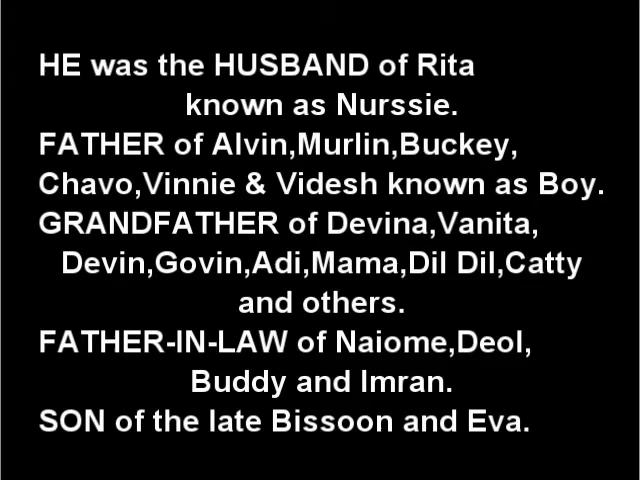 HE was the HUSBAND of Rita
known as Nurssie.
FATHER of Alvin,Murlin,Buckey,
Chavo,Vinnie & Videsh known as Boy.
GRANDFATHER of Devina,Vanita,
Devin,Govin,Adi,Mama,Dil Dil,Catty
and others.
FATHER-IN-LAW of Naiome,Deol,
Buddy and Imran.
SON of the late Bissoon and Eva.